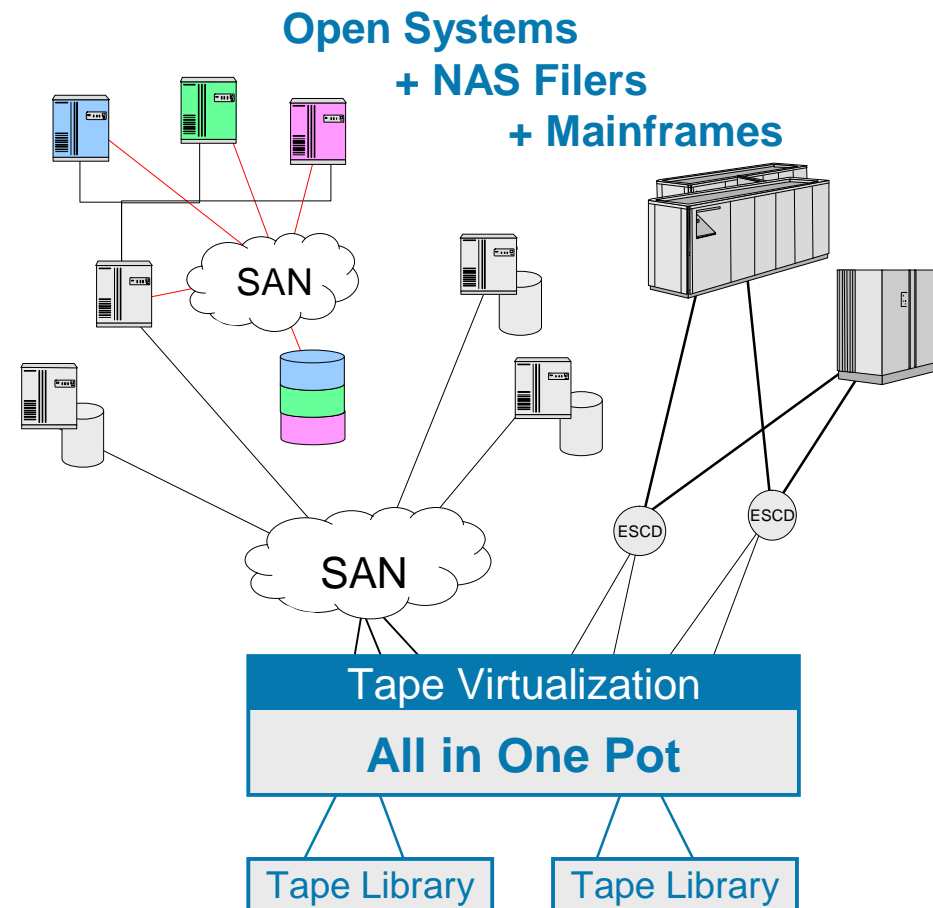 Open Systems
+ NAS Filers
+ Mainframes
SAN
ESCD
ESCD
SAN
Tape Virtualization
All in One Pot
Tape Library
Tape Library